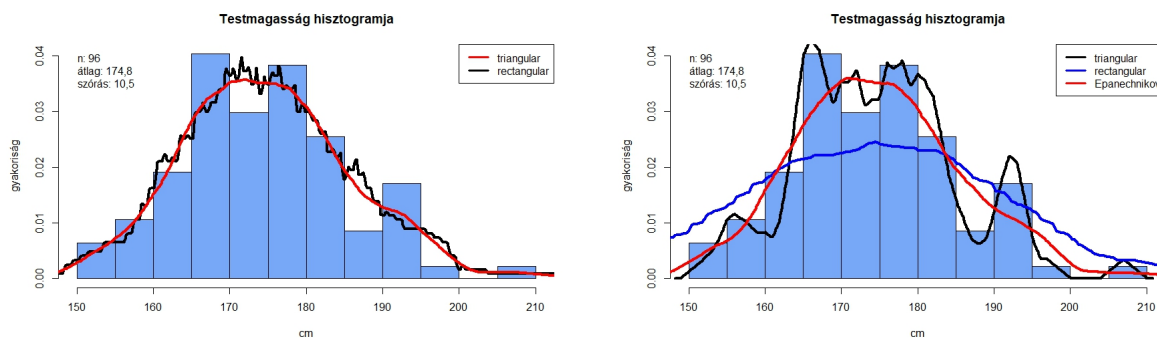 Testmagasság hisztogramja
n: 96
átlag: 174,8
szórás: 10,5
triangular
rectangular
gyakoriság
0.00
0.01
0.02
0.03
0.04
150
160
170
180
190
200
210
cm
Testmagasság hisztogramja
n: 96
átlag: 174,8
szórás: 10,5
triangular
rectangular
Epanechnikov
gyakoriság
0.00
0.01
0.02
0.03
0.04
150
160
170
180
190
200
210
cm